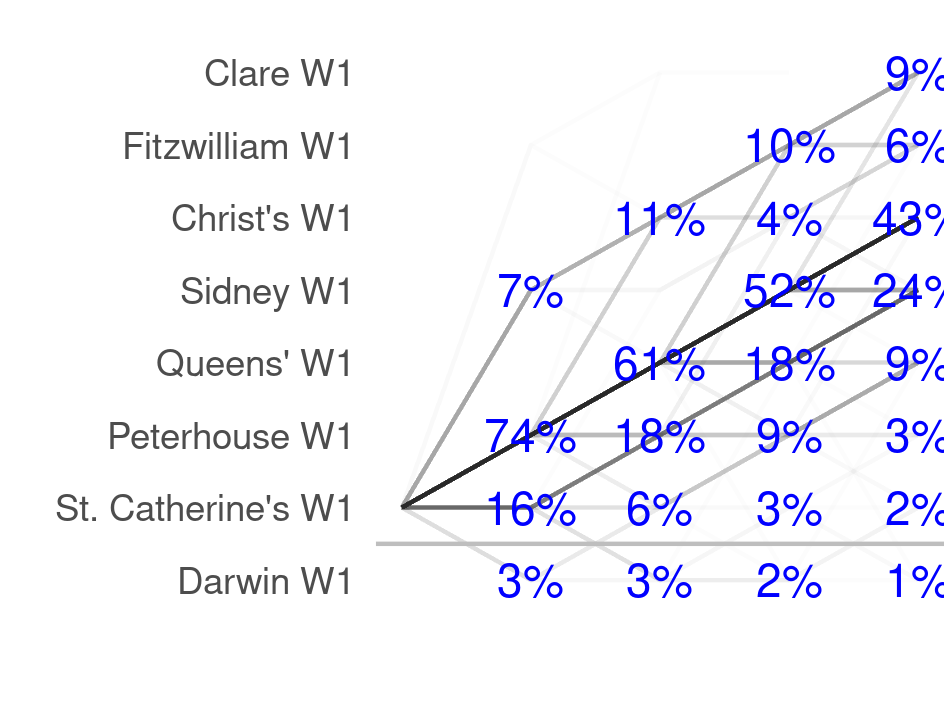 Clare W1 9%
Fitzwilliam W1 10% 6%
Christ's W1 11% 4% 43%
Sidney W1 7% 52% 24%
Queens' W1 61% 18% 9%
Peterhouse W1 74% 18% 9% 3%
St. Catherine's W1 16% 6% 3% 2%
Darwin W1 3% 3% 2% 1%